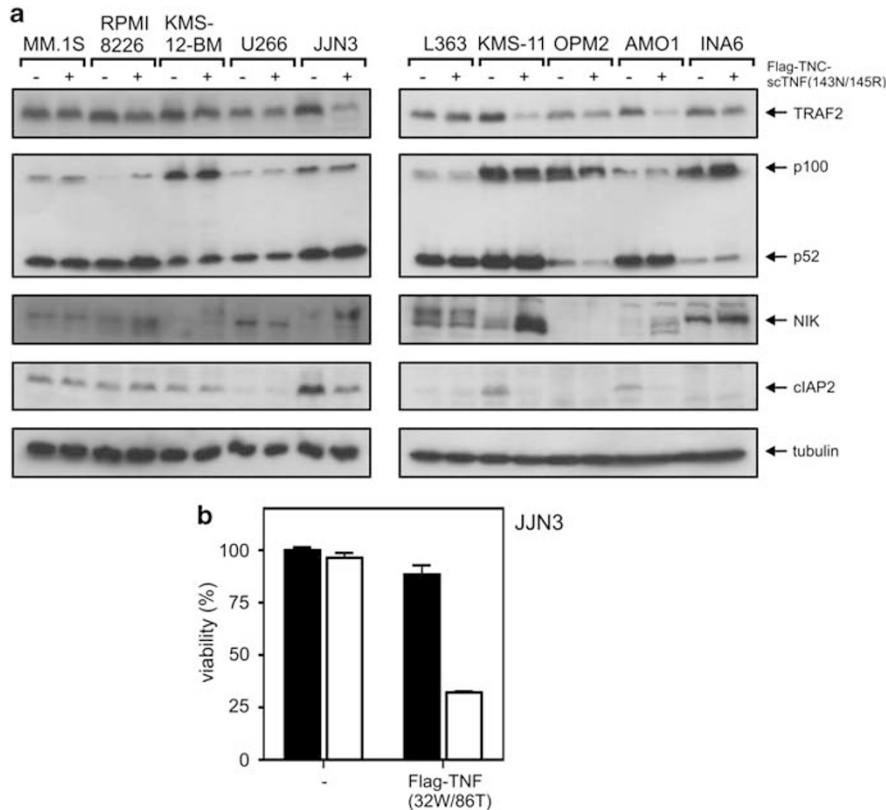 a
MM.1S RPMI 8226 KMS-12-BM U266 JJN3 L363 KMS-11 OPM2 AMO1 INA6
- + - + - + - + - + - + - + - + - + - + Flag-TNC-
scTNF(143N/145R)
TRAF2
p100
p52
NIK
cIAP2
tubulin
b
JJN3
viability (%)
100
75
50
25
0
- Flag-TNF
(32W/86T)